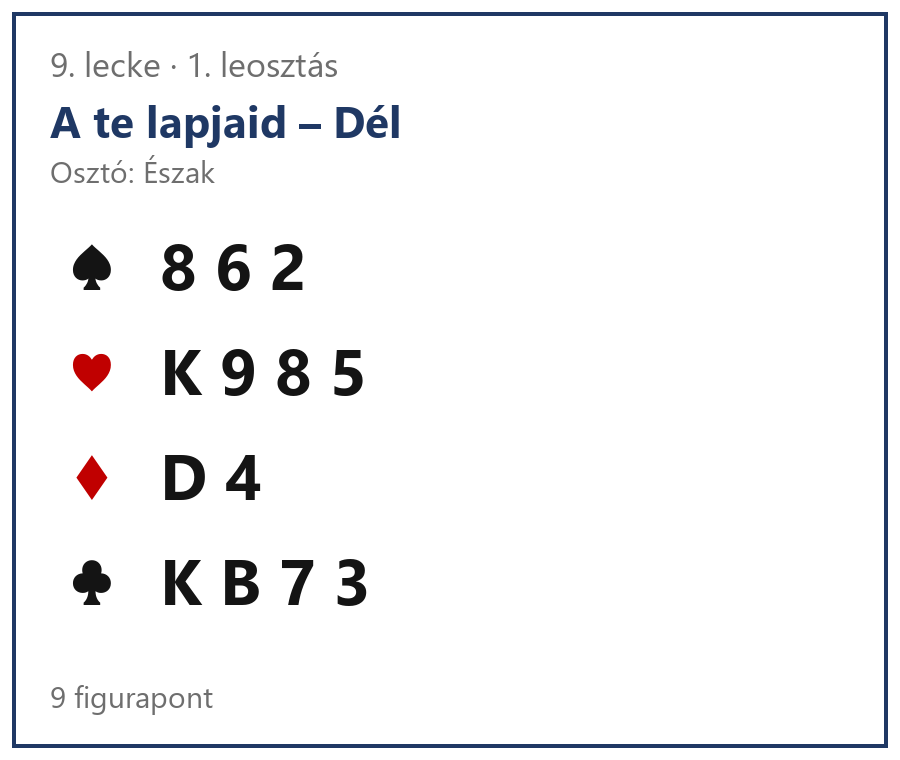 9. lecke · 1. leosztás
A te lapjaid – Dél
Osztó: Észak
♠ 8 6 2
♥ K 9 8 5
♦ D 4
♣ K B 7 3
9 figurapont